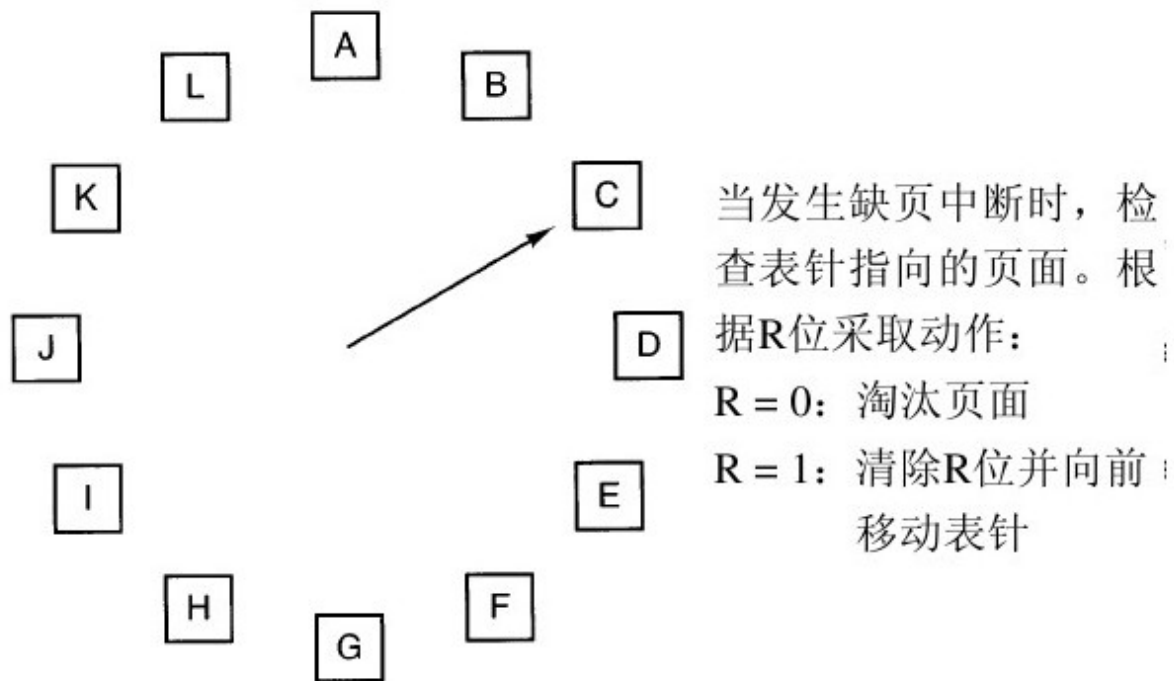 A
B
C
D
E
F
G
H
I
J
K
L
当发生缺页中断时，检
查表针指向的页面。根
据R位采取动作：
R = 0：淘汰页面
R = 1：清除R位并向前
移动表针